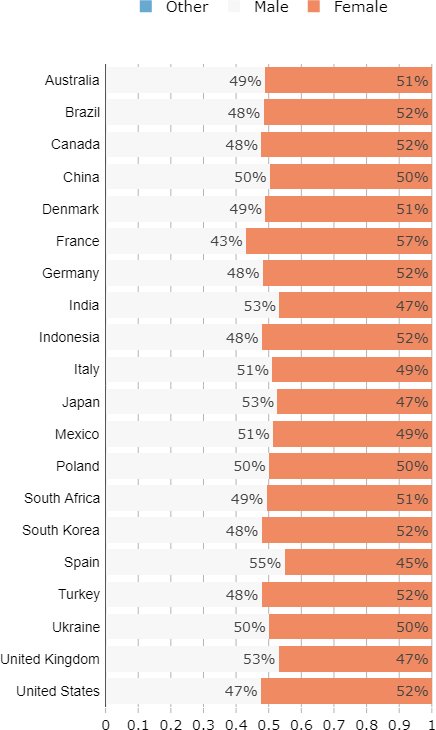 Other Male Female
Australia 49% 51%
Brazil 48% 52%
Canada 48% 52%
China 50% 50%
Denmark 49% 51%
France 43% 57%
Germany 48% 52%
India 53% 47%
Indonesia 48% 52%
Italy 51% 49%
Japan 53% 47%
Mexico 51% 49%
Poland 50% 50%
South Africa 49% 51%
South Korea 48% 52%
Spain 55% 45%
Turkey 48% 52%
Ukraine 50% 50%
United Kingdom 53% 47%
United States 47% 52%
0 0.1 0.2 0.3 0.4 0.5 0.6 0.7 0.8 0.9 1